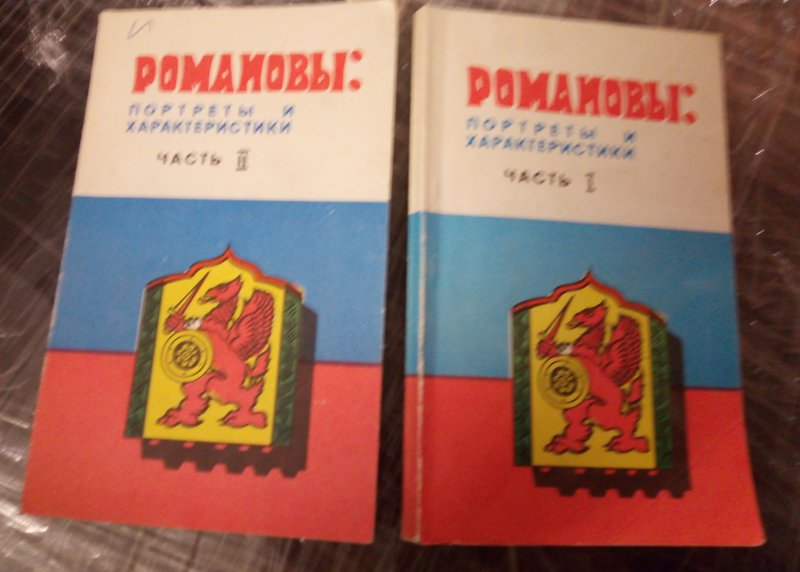 РОМАНОВЫ:
ПОРТРЕТЫ И
ХАРАКТЕРИСТИКИ
ЧАСТЬ II
РОМАНОВЫ:
ПОРТРЕТЫ И
ХАРАКТЕРИСТИКИ
ЧАСТЬ I